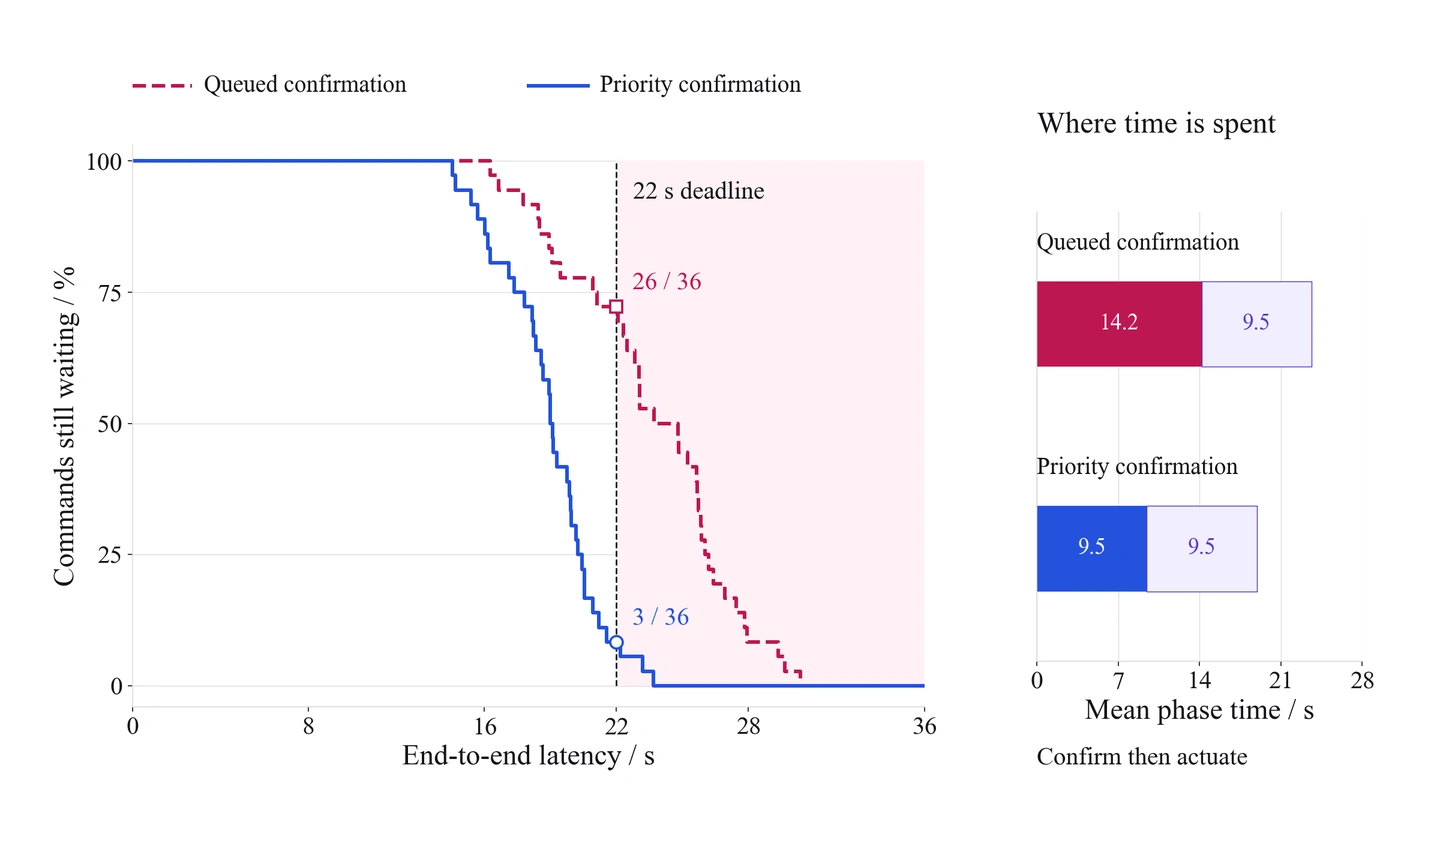 Queued confirmation
Priority confirmation
Commands still waiting / %
100
75
50
25
0
22 s deadline
26 / 36
3 / 36
0
8
16
22
28
36
End-to-end latency / s
Where time is spent
Queued confirmation
14.2
9.5
Priority confirmation
9.5
9.5
0
7
14
21
28
Mean phase time / s
Confirm then actuate